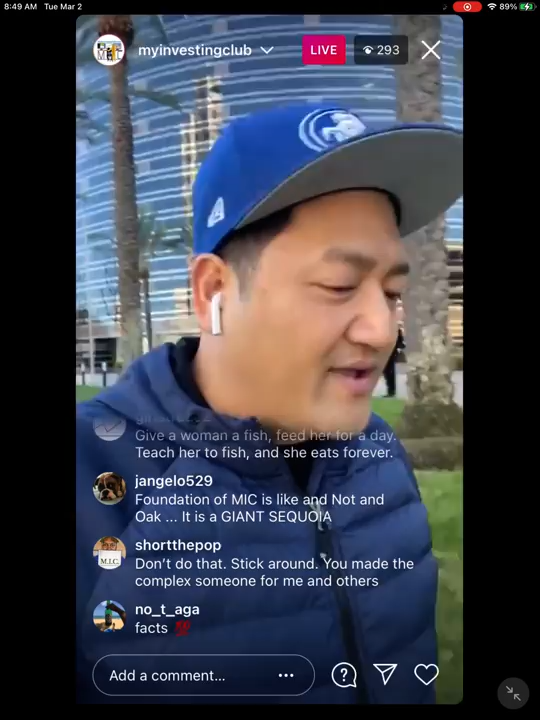 8:49 AM Tue Mar 2
89%
myinvestingclub
LIVE
293
Give a woman a fish, feed her for a day.
Teach her to fish, and she eats forever.
jangelo529
Foundation of MIC is like and Not and
Oak ... It is a GIANT SEQUOIA
shortthepop
M.I.C.
Don't do that. Stick around. You made the
complex someone for me and others
no_t_aga
facts 💯
Add a comment...